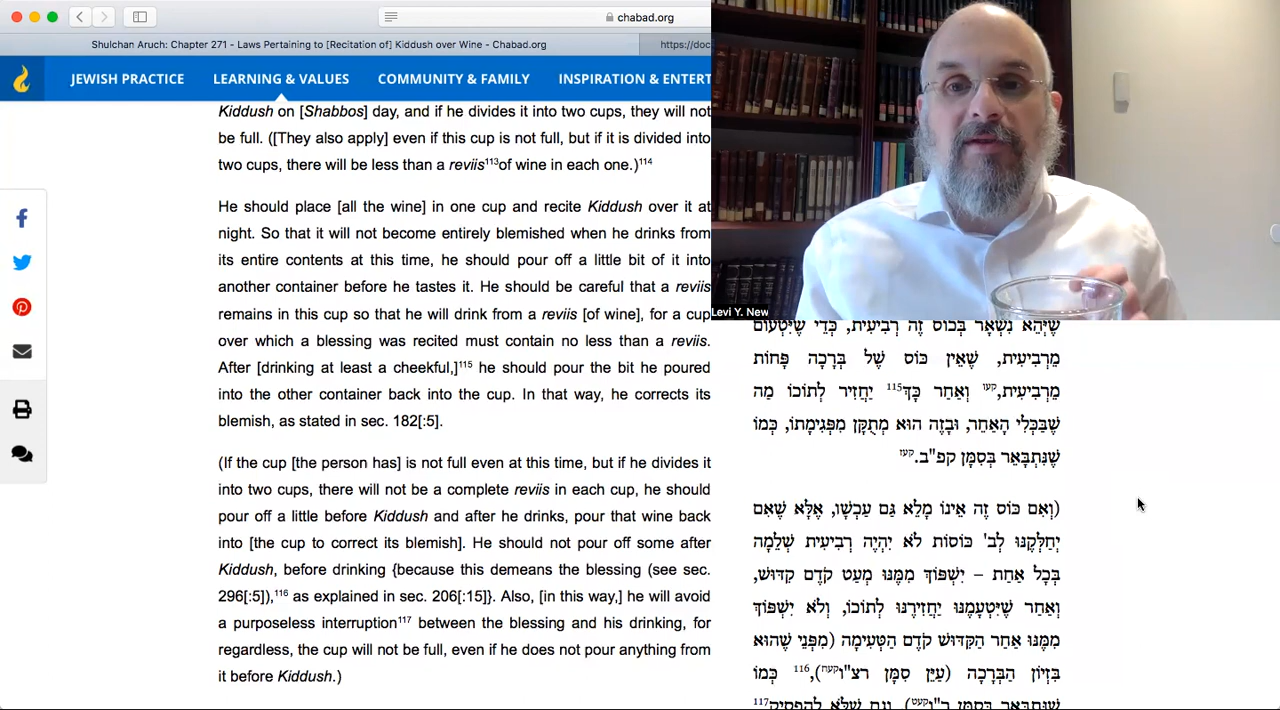 chabad.org
Shulchan Aruch: Chapter 271 - Laws Pertaining to [Recitation of] Kiddush over Wine - Chabad.org
https://doc
JEWISH PRACTICE LEARNING & VALUES COMMUNITY & FAMILY INSPIRATION & ENTERT
Kiddush on [Shabbos] day, and if he divides it into two cups, they will not
be full. ([They also apply] even if this cup is not full, but if it is divided into
two cups, there will be less than a reviis113of wine in each one.)114
He should place [all the wine] in one cup and recite Kiddush over it at
night. So that it will not become entirely blemished when he drinks from
its entire contents at this time, he should pour off a little bit of it into
another container before he tastes it. He should be careful that a reviis
remains in this cup so that he will drink from a reviis [of wine], for a cup
over which a blessing was recited must contain no less than a reviis.
After [drinking at least a cheekful,]115 he should pour the bit he poured
into the other container back into the cup. In that way, he corrects its
blemish, as stated in sec. 182[:5].
(If the cup [the person has] is not full even at this time, but if he divides it
into two cups, there will not be a complete reviis in each cup, he should
pour off a little before Kiddush and after he drinks, pour that wine back
into [the cup to correct its blemish]. He should not pour off some after
Kiddush, before drinking {because this demeans the blessing (see sec.
296[:5]),116 as explained in sec. 206[:15]}. Also, [in this way,] he will avoid
a purposeless interruption117 between the blessing and his drinking, for
regardless, the cup will not be full, even if he does not pour anything from
it before Kiddush.)
Levi Y. New
שֶׁיְּהֵא נִשְׁאָר בְּכוֹס זֶה רְבִיעִית, כְּדֵי שֶׁיִּטְעוֹם
מֵרְבִיעִית, שֶׁאֵין כּוֹס שֶׁל בְּרָכָה פָּחוֹת
מֵרְבִיעִית,קעו וְאַחַר כָּךְ115 יַחֲזִיר לְתוֹכוֹ מַה
שֶּׁבַּכְּלִי הָאַחֵר, וּבָזֶה הוּא מְתֻקָּן מִפְּגִימָתוֹ, כְּמוֹ
שֶׁנִּתְבָּאֵר בְּסִמָּן קפ"ב.קעז
(וְאִם כּוֹס זֶה אֵינוֹ מָלֵא גַּם עַכְשָׁו, אֶלָּא שֶׁאִם
יְחַלְּקֶנּוּ לְב' כּוֹסוֹת לֹא יִהְיֶה רְבִיעִית שְׁלֵמָה
בְּכָל אַחַת – יִשְׁפּוֹךְ מִמֶּנּוּ מְעַט קֹדֶם קִדּוּשׁ,
וְאַחַר שֶׁיִּטְעֲמֶנּוּ יַחֲזִירֶנּוּ לְתוֹכוֹ, וְלֹא יִשְׁפּוֹךְ
מִמֶּנּוּ אַחַר הַקִּדּוּשׁ קֹדֶם הַטְּעִימָה (מִפְּנֵי שֶׁהוּא
בִּזְיוֹן הַבְּרָכָה (עַיֵּן סִמָּן רצ"וקעח),116 כְּמוֹ
שֶׁנִּתְבָּאֵר בְּסִמָּן ר"וקעט), וְגַם שֶׁלֹּא לְהַפְסִיק117